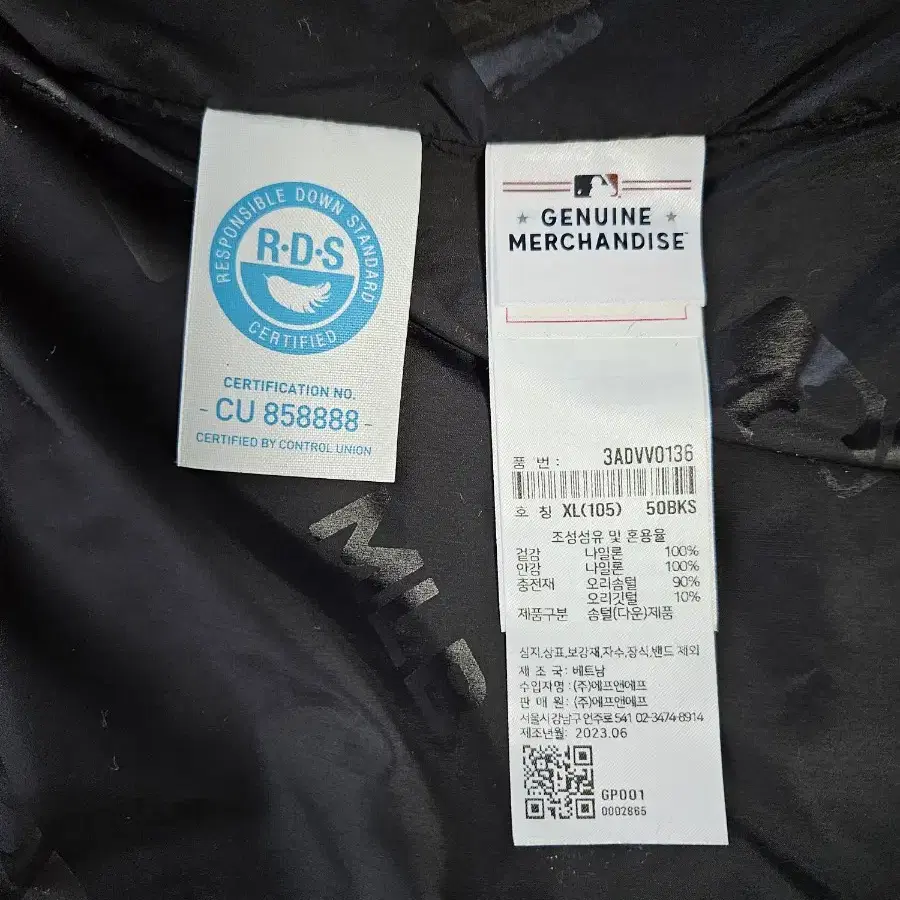 RESPONSIBLE DOWN STANDARD
R·D·S
CERTIFIED
CERTIFICATION NO.
- CU 858888 -
CERTIFIED BY CONTROL UNION
GENUINE
MERCHANDISE
품 번 : 3ADVV0136
호 칭 XL(105) 50BKS
조성섬유 및 혼용율
겉감 나일론 100%
안감 나일론 100%
충전재 오리솜털 90%
오리깃털 10%
제품구분 솜털(다운)제품
심지,상표,보강재,자수,장식,밴드 제외
제 조 국: 베트남
수입자명 : (주)에프앤에프
판 매 원: (주)에프앤에프
서울시강남구언주로541 02-3474-8914
제조년월: 2023.06
GP001
0002865
MLB